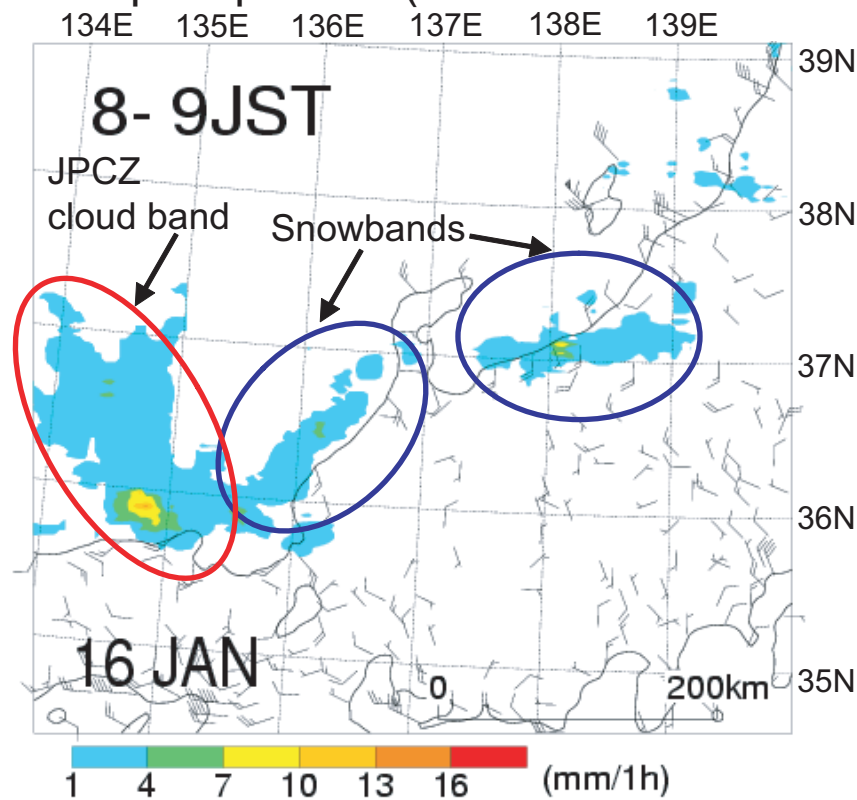 134E 135E 136E 137E 138E 139E
39N
8- 9JST
JPCZ
cloud band
Snowbands
38N
37N
36N
16 JAN
35N
0 200km
1 4 7 10 13 16 (mm/1h)